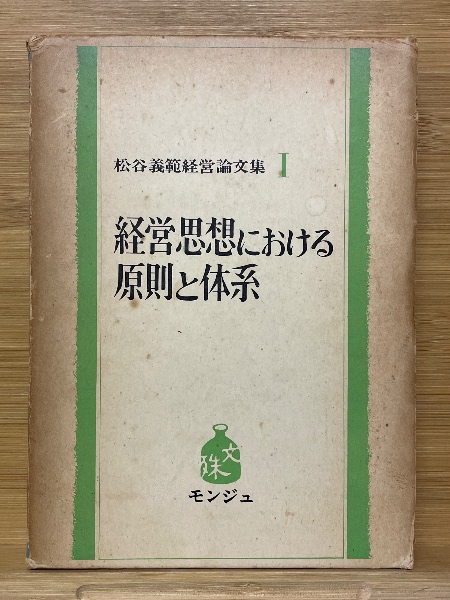 松谷義範経営論文集 I
経営思想における
原則と体系
文殊
モンジュ